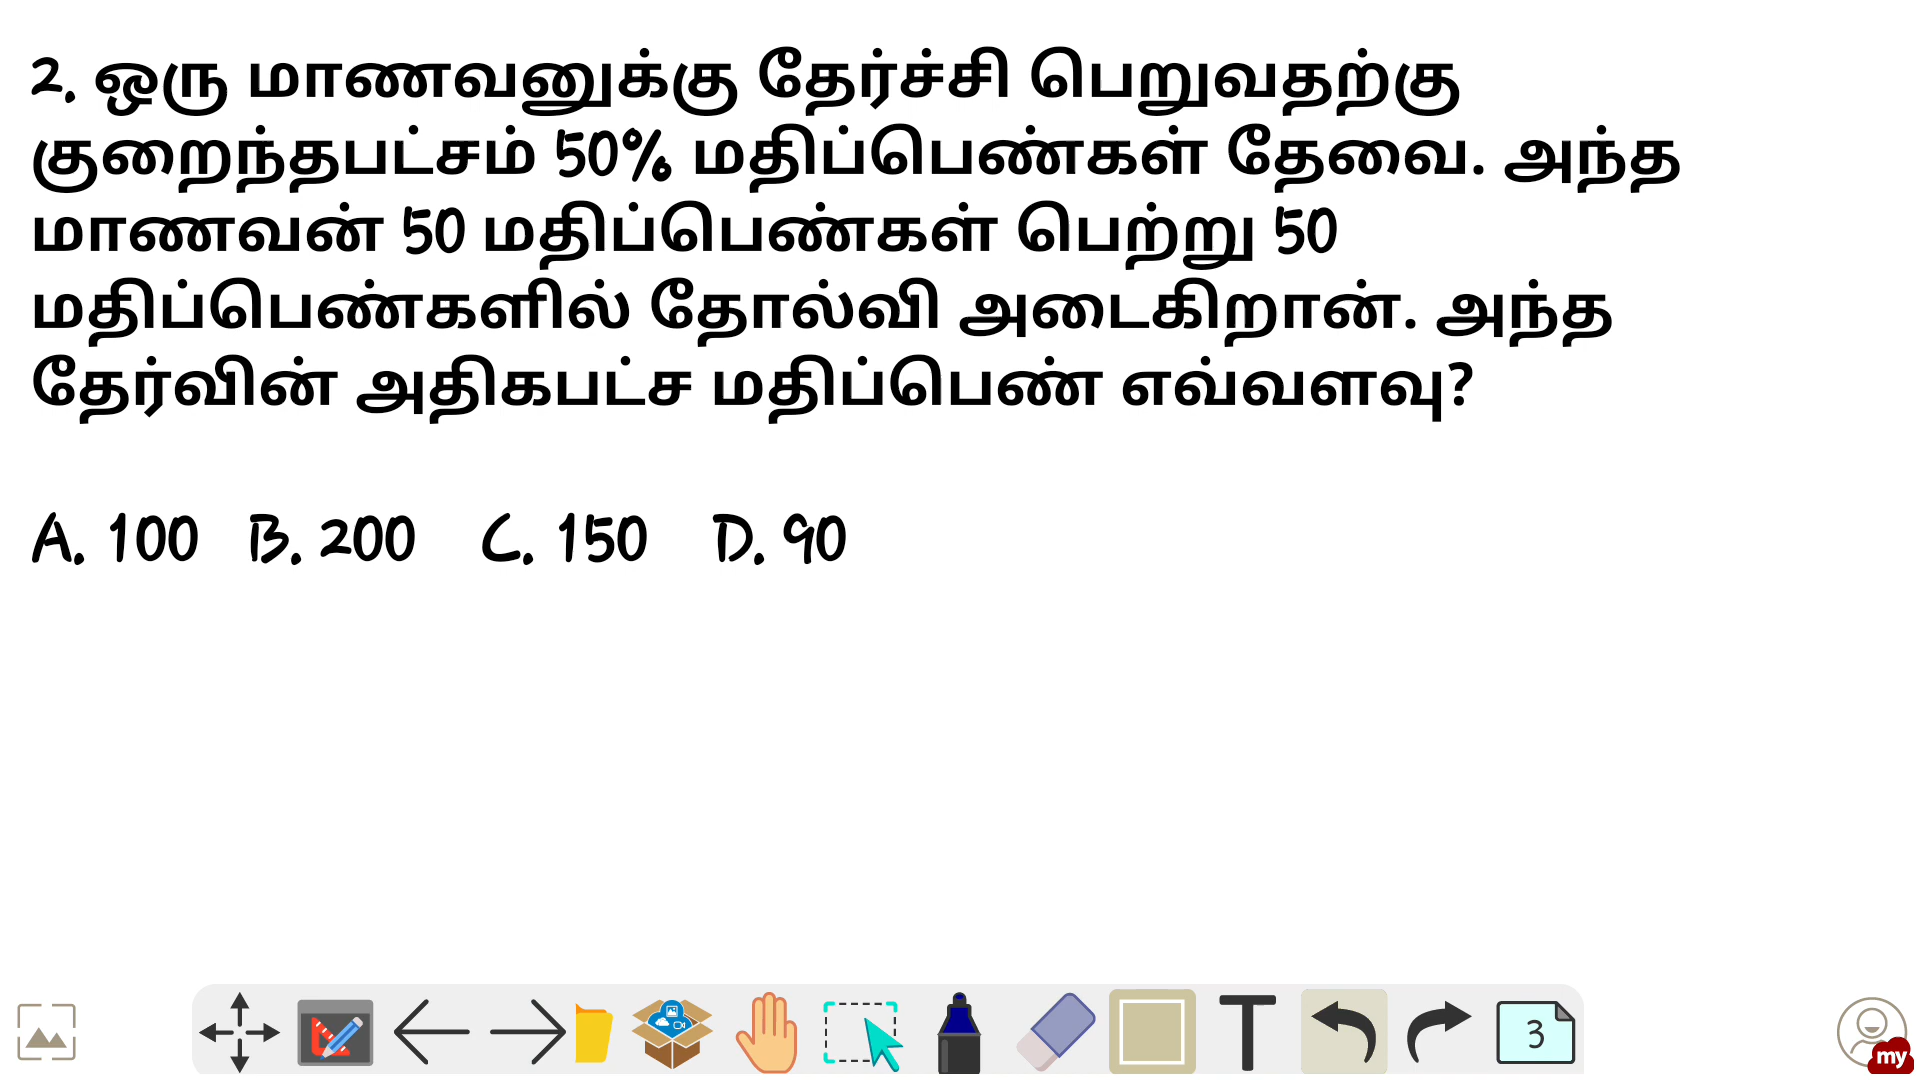 2. ஒரு மாணவனுக்கு தேர்ச்சி பெறுவதற்கு
குறைந்தபட்சம் 50% மதிப்பெண்கள் தேவை. அந்த
மாணவன் 50 மதிப்பெண்கள் பெற்று 50
மதிப்பெண்களில் தோல்வி அடைகிறான். அந்த
தேர்வின் அதிகபட்ச மதிப்பெண் எவ்வளவு?
A. 100 B. 200 C. 150 D. 90
T 3
my